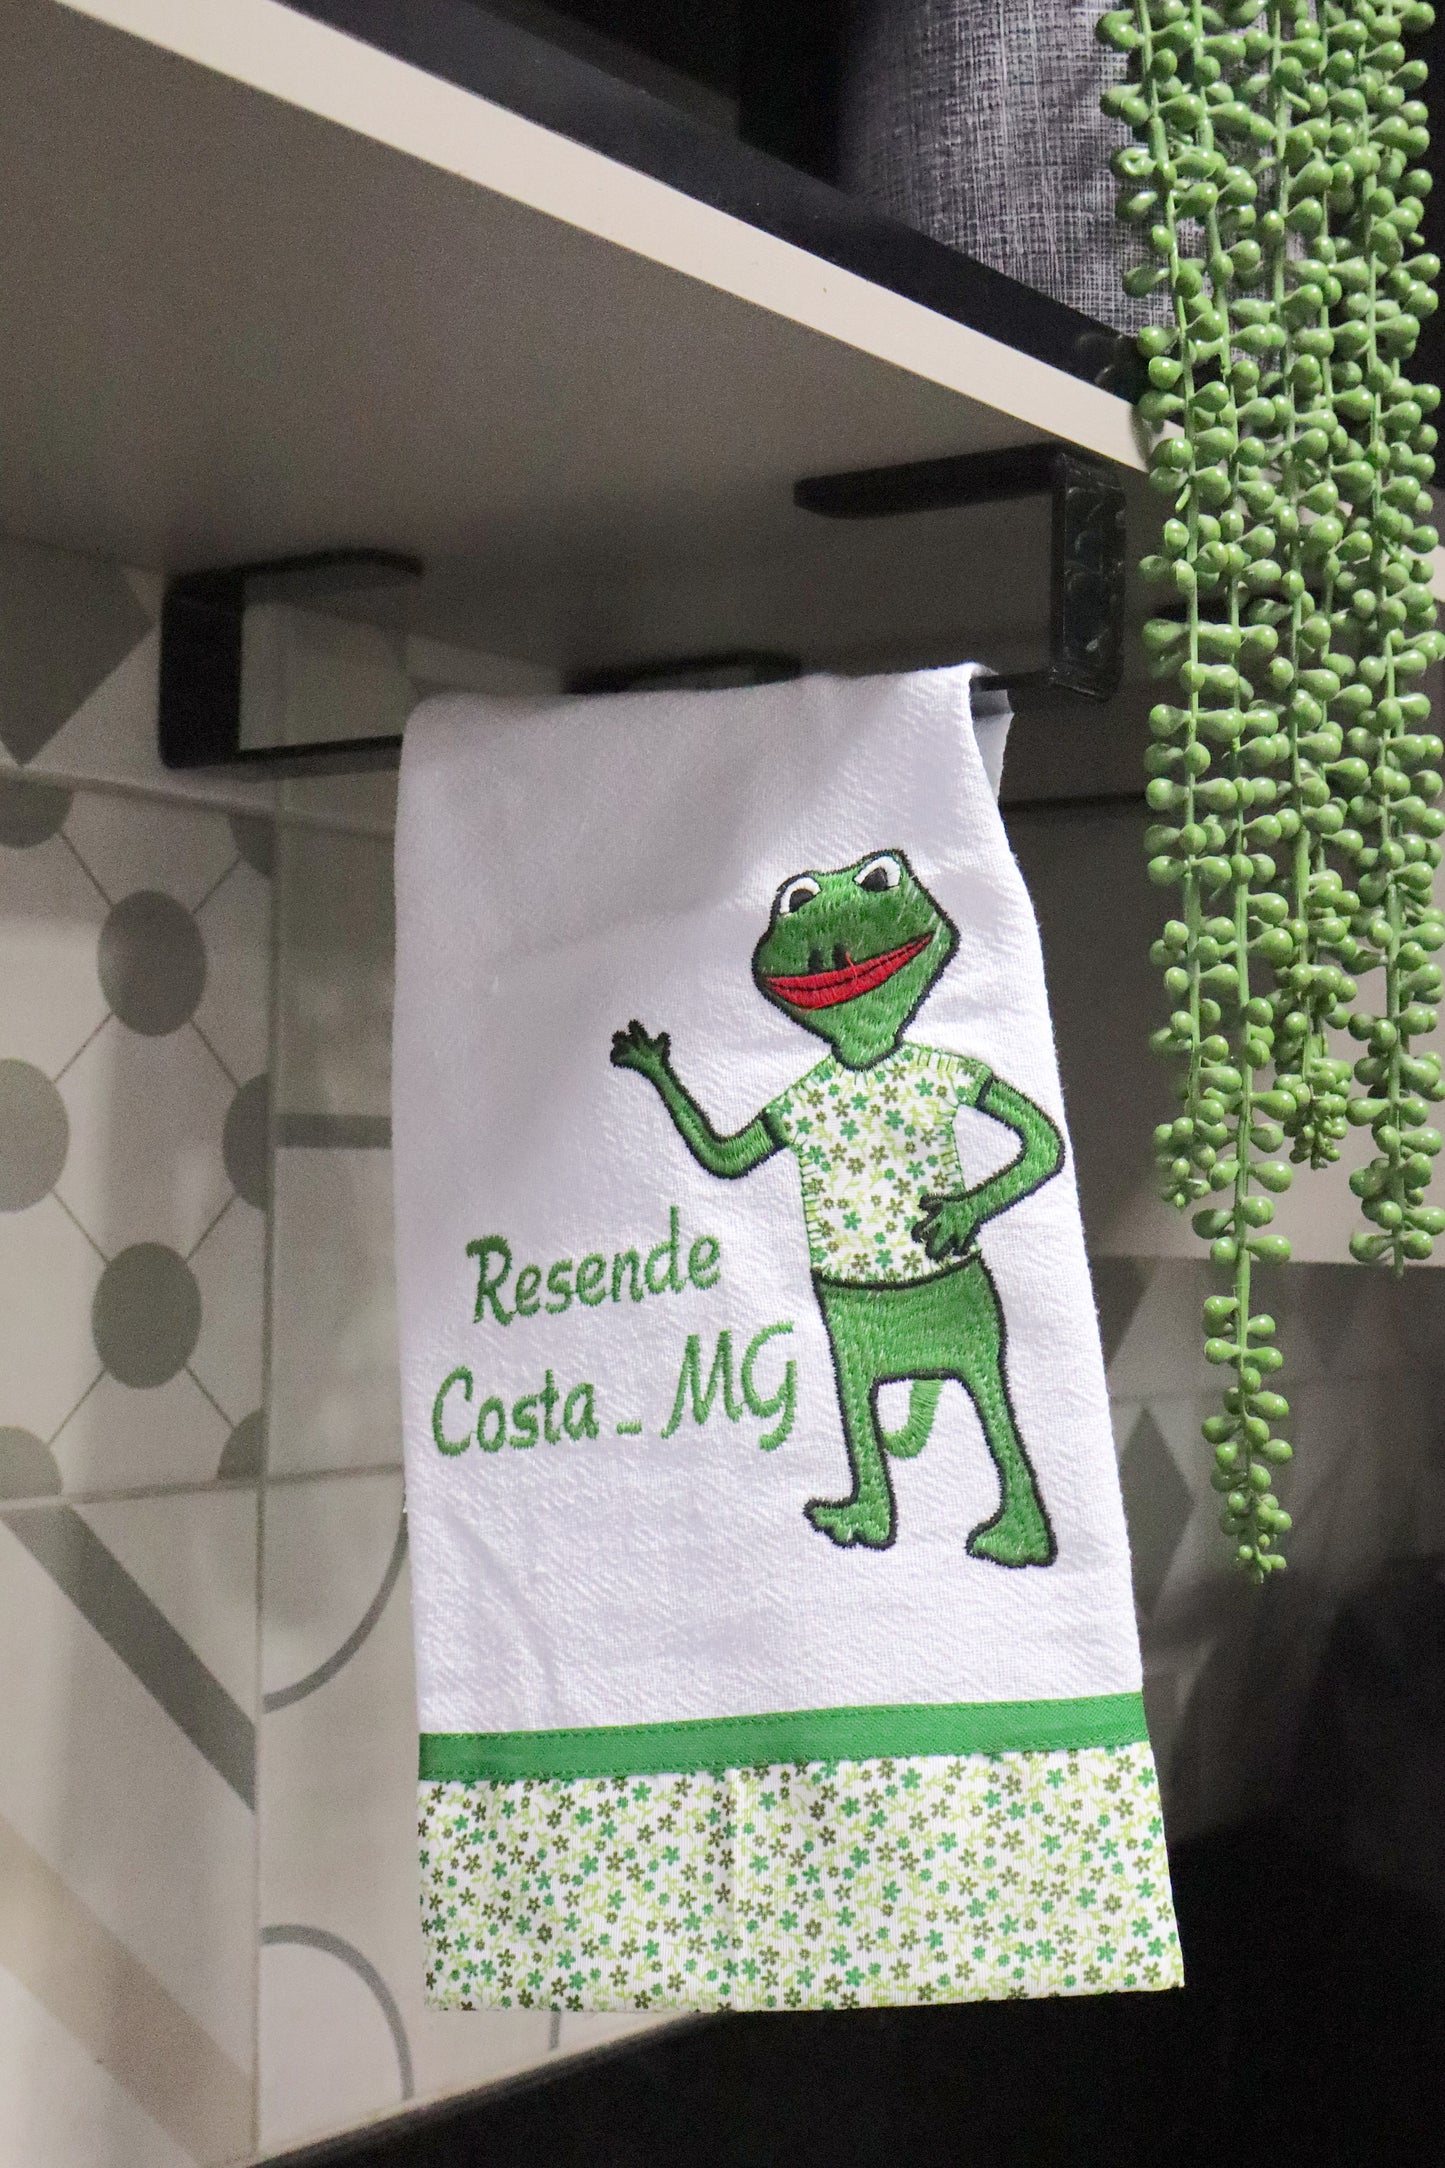 Resende
Costa - MG